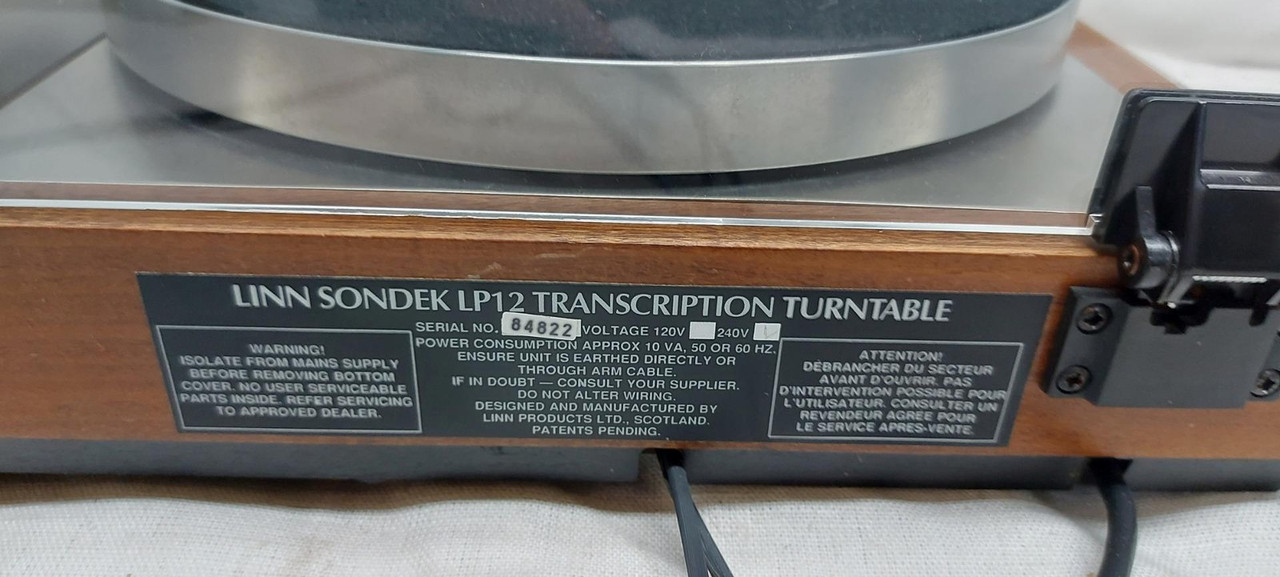 LINN SONDEK LP12 TRANSCRIPTION TURNTABLE
SERIAL NO. 84822 VOLTAGE 120V 240V
POWER CONSUMPTION APPROX 10 VA, 50 OR 60 HZ.
ENSURE UNIT IS EARTHED DIRECTLY OR
THROUGH ARM CABLE.
IF IN DOUBT — CONSULT YOUR SUPPLIER.
DO NOT ALTER WIRING.
DESIGNED AND MANUFACTURED BY
LINN PRODUCTS LTD., SCOTLAND.
PATENTS PENDING.
WARNING!
ISOLATE FROM MAINS SUPPLY
BEFORE REMOVING BOTTOM
COVER. NO USER SERVICEABLE
PARTS INSIDE. REFER SERVICING
TO APPROVED DEALER.
ATTENTION!
DÉBRANCHER DU SECTEUR
AVANT D'OUVRIR. PAS
D'INTERVENTION POSSIBLE POUR
L'UTILISATEUR. CONSULTER UN
REVENDEUR AGRÉÉ POUR
LE SERVICE APRES-VENTE.